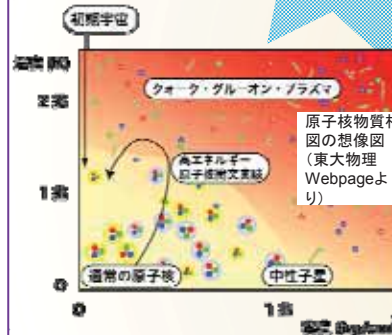 初期宇宙
温度 (K)
クォーク・グルーオン・プラズマ
2兆
原子核物質相
図の想像図
(東大物理
Webpageよ
り)
高エネルギー
原子核衝突実験
1兆
通常の原子核
中性子星
0
0
1兆